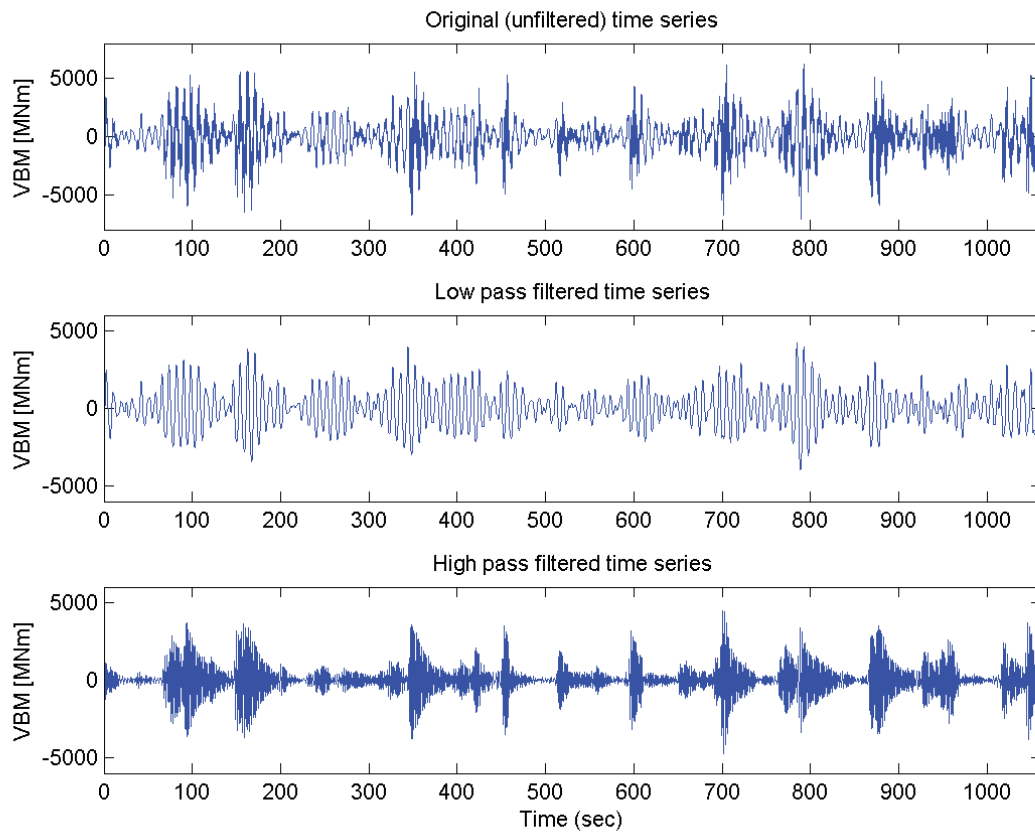 Original (unfiltered) time series
VBM [MNm]
5000
0
-5000
0 100 200 300 400 500 600 700 800 900 1000
Low pass filtered time series
VBM [MNm]
5000
0
-5000
0 100 200 300 400 500 600 700 800 900 1000
High pass filtered time series
VBM [MNm]
5000
0
-5000
0 100 200 300 400 500 600 700 800 900 1000
Time (sec)